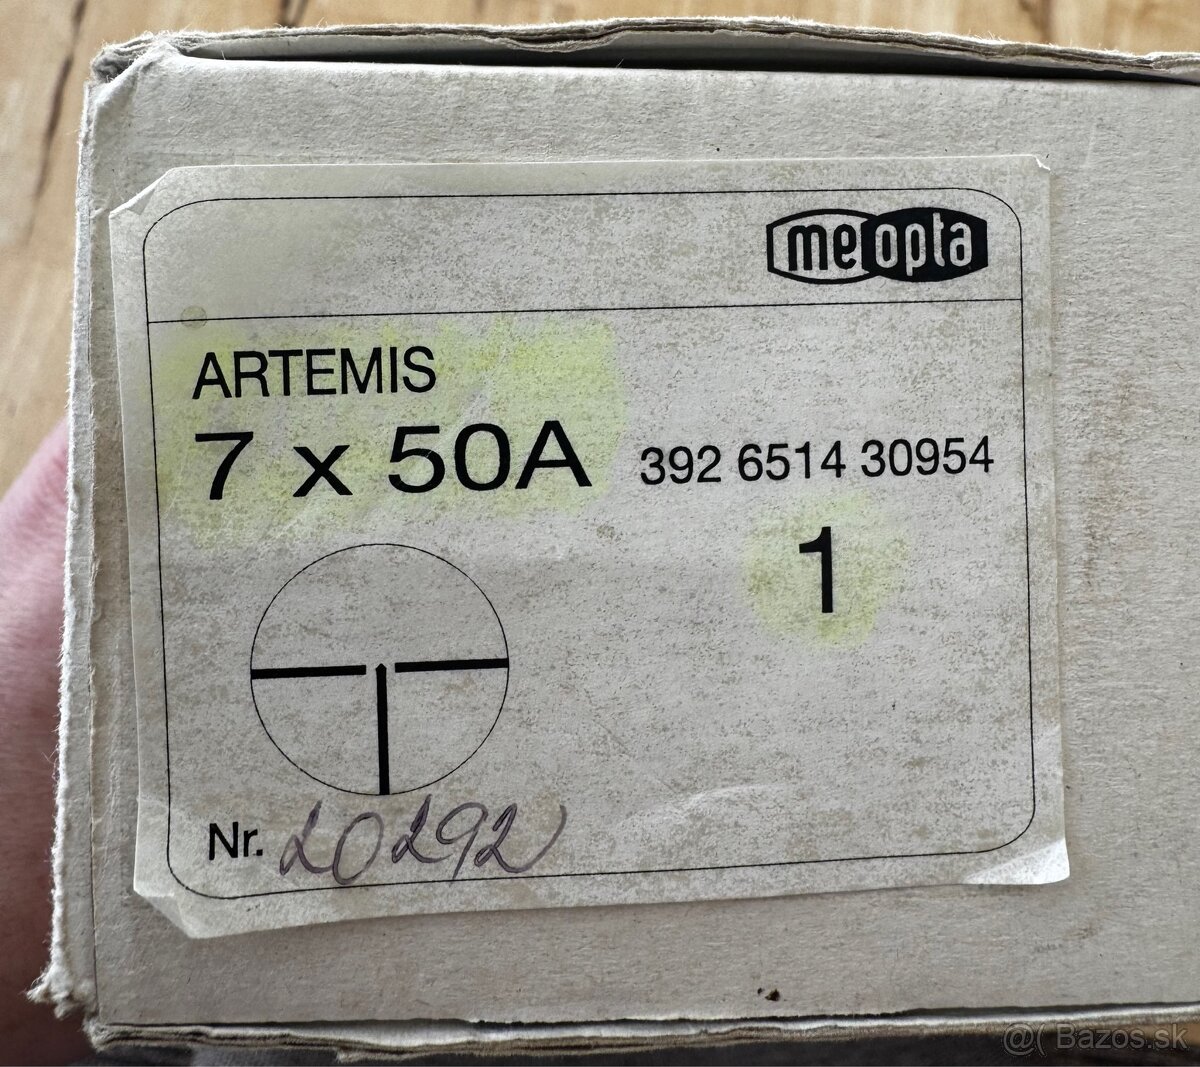 meopta
ARTEMIS
7 x 50A 392 6514 30954
1
Nr. 20292
@( Bazos.sk